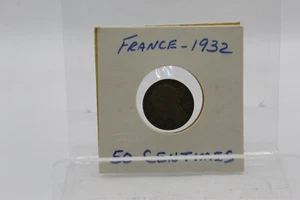 FRANCE - 1932
50 CENTIMES